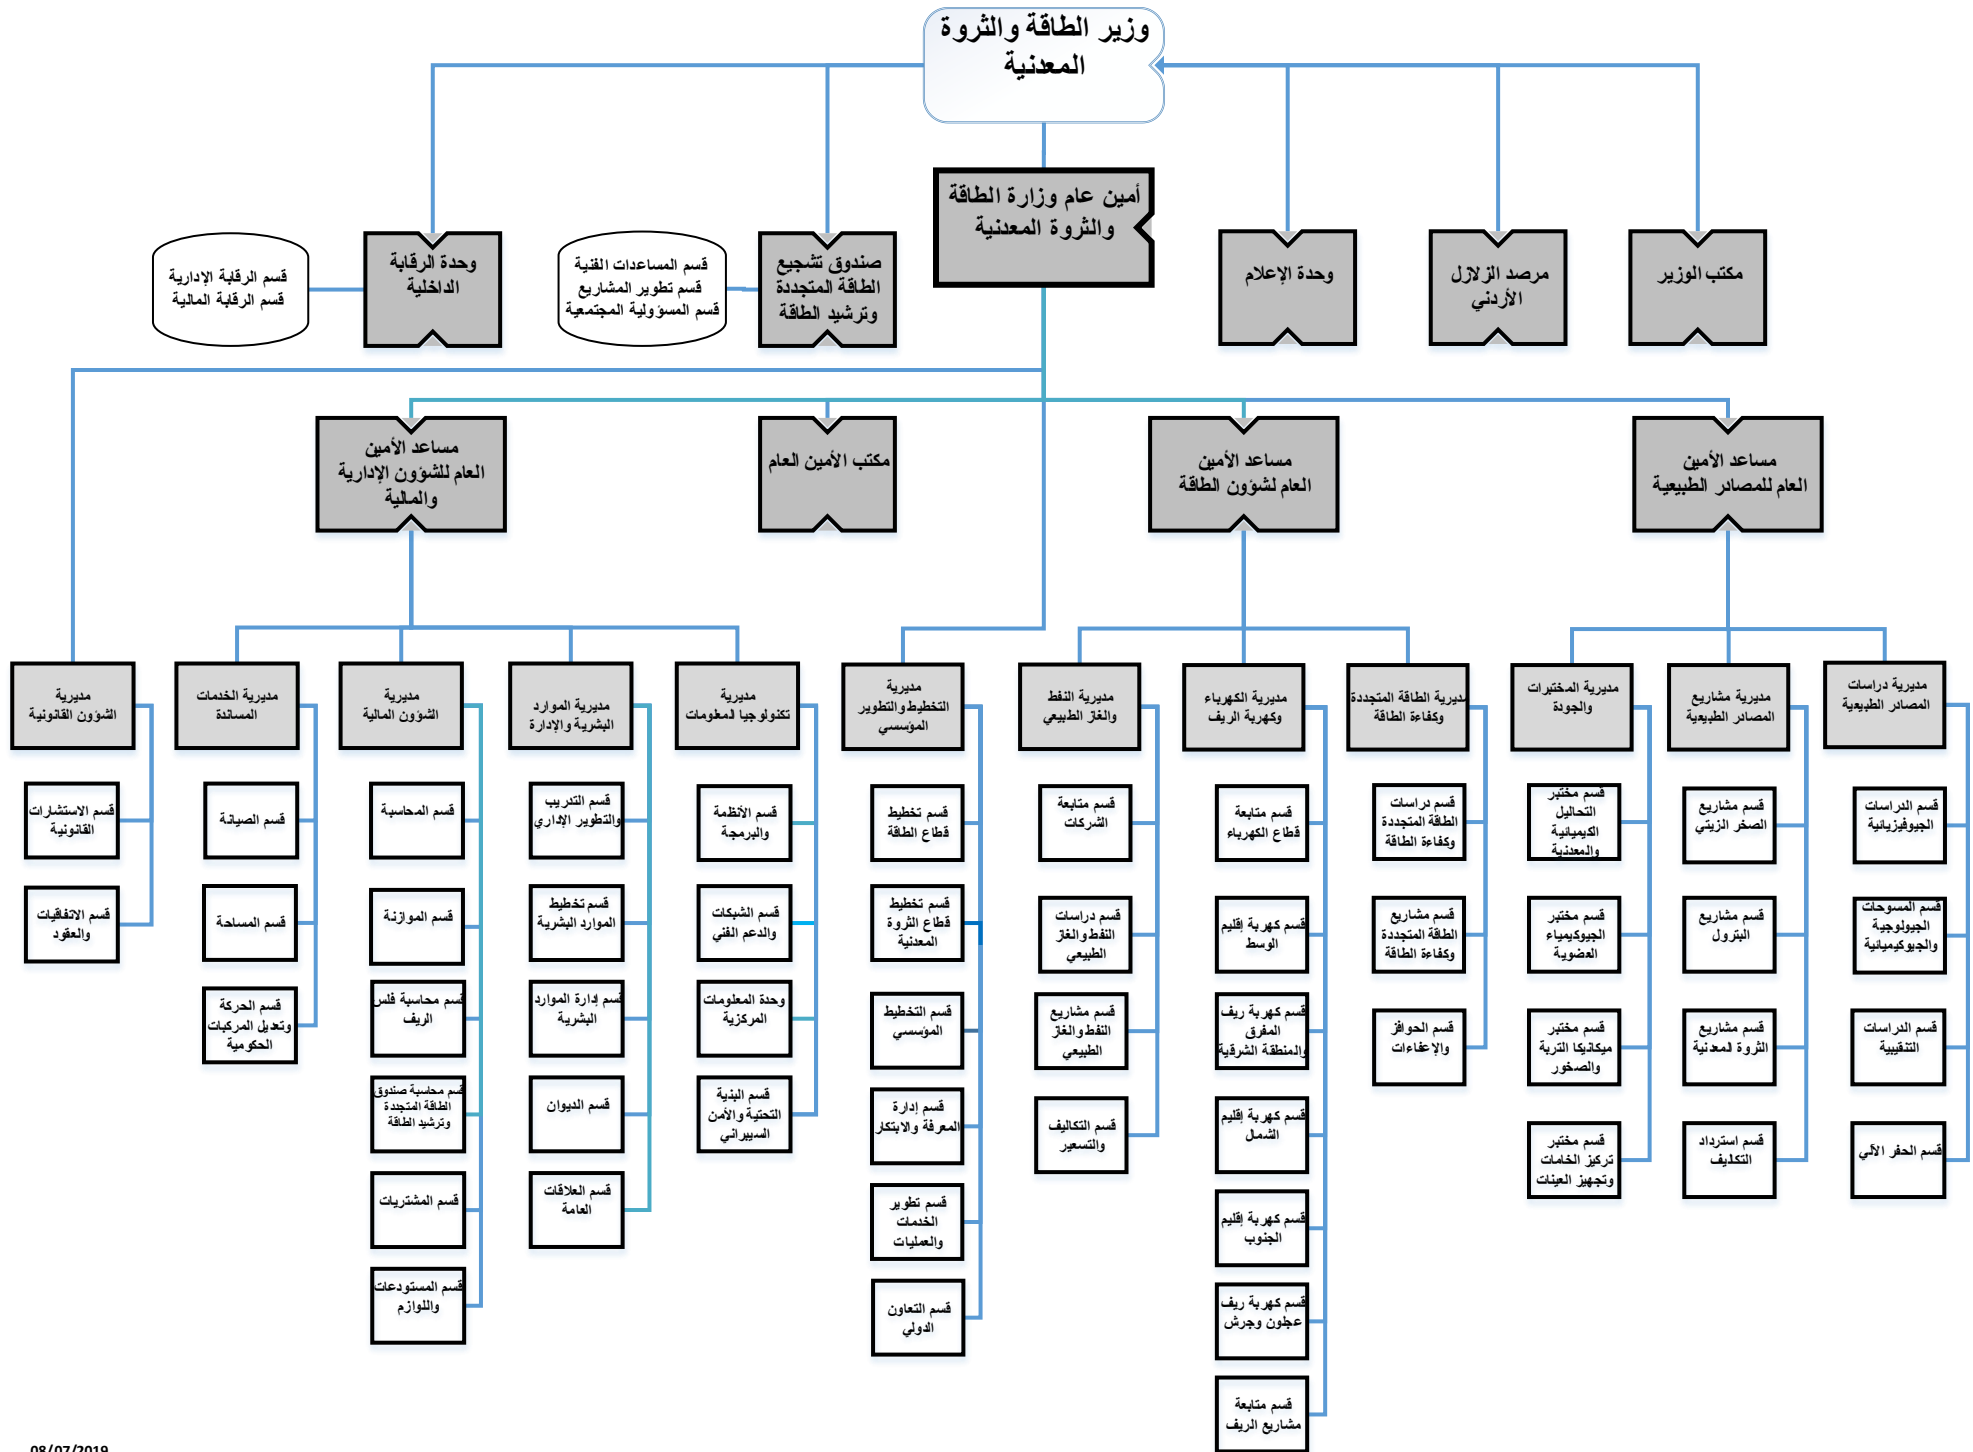 وزير الطاقة والثروة
المعدنية
أمين عام وزارة الطاقة
والثروة المعدنية
مكتب الوزير
مرصد الزلازل
الأردني
وحدة الإعلام
صندوق تشجيع
الطاقة المتجددة
وترشيد الطاقة
قسم المساعدات الفنية
قسم تطوير المشاريع
قسم المسؤولية المجتمعية
وحدة الرقابة
الداخلية
قسم الرقابة الإدارية
قسم الرقابة المالية
مساعد الأمين
العام للمصادر الطبيعية
مساعد الأمين
العام لشؤون الطاقة
مكتب الأمين العام
مساعد الأمين
العام للشؤون الإدارية
والمالية
مديرية دراسات
المصادر الطبيعية
قسم الدراسات
الجيوفيزيائية
قسم المسوحات
الجيولوجية
والجيوكيميائية
قسم الدراسات
التنقيبية
قسم الحفر الآلي
مديرية مشاريع
المصادر الطبيعية
قسم مشاريع
الصخر الزيتي
قسم مشاريع
البترول
قسم مشاريع
الثروة المعدنية
قسم استرداد
التكاليف
مديرية المختبرات
والجودة
قسم مختبر
التحاليل
الكيميائية
والمعدنية
قسم مختبر
الجيوكيمياء
العضوية
قسم مختبر
ميكانيكا التربة
والصخور
قسم مختبر
تركيز الخامات
وتجهيز العينات
مديرية الطاقة المتجددة
وكفاءة الطاقة
قسم دراسات
الطاقة المتجددة
وكفاءة الطاقة
قسم مشاريع
الطاقة المتجددة
وكفاءة الطاقة
قسم الحوافز
والإعفاءات
مديرية الكهرباء
وكهربة الريف
قسم متابعة
قطاع الكهرباء
قسم كهربة إقليم
الوسط
قسم كهربة ريف
المفرق
والمنطقة الشرقية
قسم كهربة إقليم
الشمال
قسم كهربة إقليم
الجنوب
قسم كهربة ريف
عجلون وجرش
قسم متابعة
مشاريع الريف
مديرية النفط
والغاز الطبيعي
قسم متابعة
الشركات
قسم دراسات
النفط والغاز
الطبيعي
قسم مشاريع
النفط والغاز
الطبيعي
قسم التكاليف
والتسعير
مديرية
التخطيط والتطوير
المؤسسي
قسم تخطيط
قطاع الطاقة
قسم تخطيط
قطاع الثروة
المعدنية
قسم التخطيط
المؤسسي
قسم إدارة
المعرفة والابتكار
قسم تطوير
الخدمات
والعمليات
قسم التعاون
الدولي
مديرية
تكنولوجيا المعلومات
قسم الأنظمة
والبرمجة
قسم الشبكات
والدعم الفني
وحدة المعلومات
المركزية
قسم البنية
التحتية والأمن
السيبراني
مديرية الموارد
البشرية والإدارة
قسم التدريب
والتطوير الإداري
قسم تخطيط
الموارد البشرية
قسم إدارة الموارد
البشرية
قسم الديوان
قسم العلاقات
العامة
مديرية
الشؤون المالية
قسم المحاسبة
قسم الموازنة
قسم محاسبة فلس
الريف
قسم محاسبة صندوق
الطاقة المتجددة
وترشيد الطاقة
قسم المشتريات
قسم المستودعات
واللوازم
مديرية الخدمات
المساندة
قسم الصيانة
قسم المساحة
قسم الحركة
وتعديل المركبات
الحكومية
مديرية
الشؤون القانونية
قسم الاستشارات
القانونية
قسم الاتفاقيات
والعقود
08/07/2019